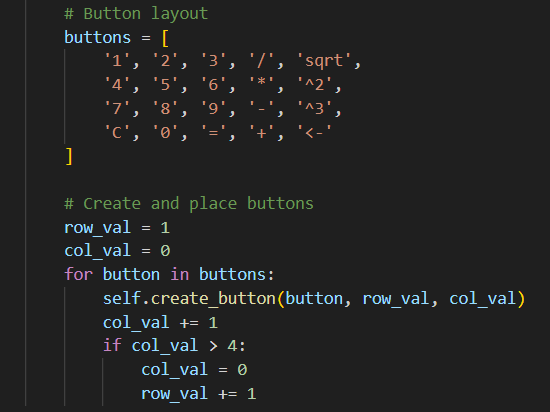 # Button layout
buttons = [
    '1', '2', '3', '/', 'sqrt',
    '4', '5', '6', '*', '^2',
    '7', '8', '9', '-', '^3',
    'C', '0', '=', '+', '<-'
]

# Create and place buttons
row_val = 1
col_val = 0
for button in buttons:
    self.create_button(button, row_val, col_val)
    col_val += 1
    if col_val > 4:
        col_val = 0
        row_val += 1